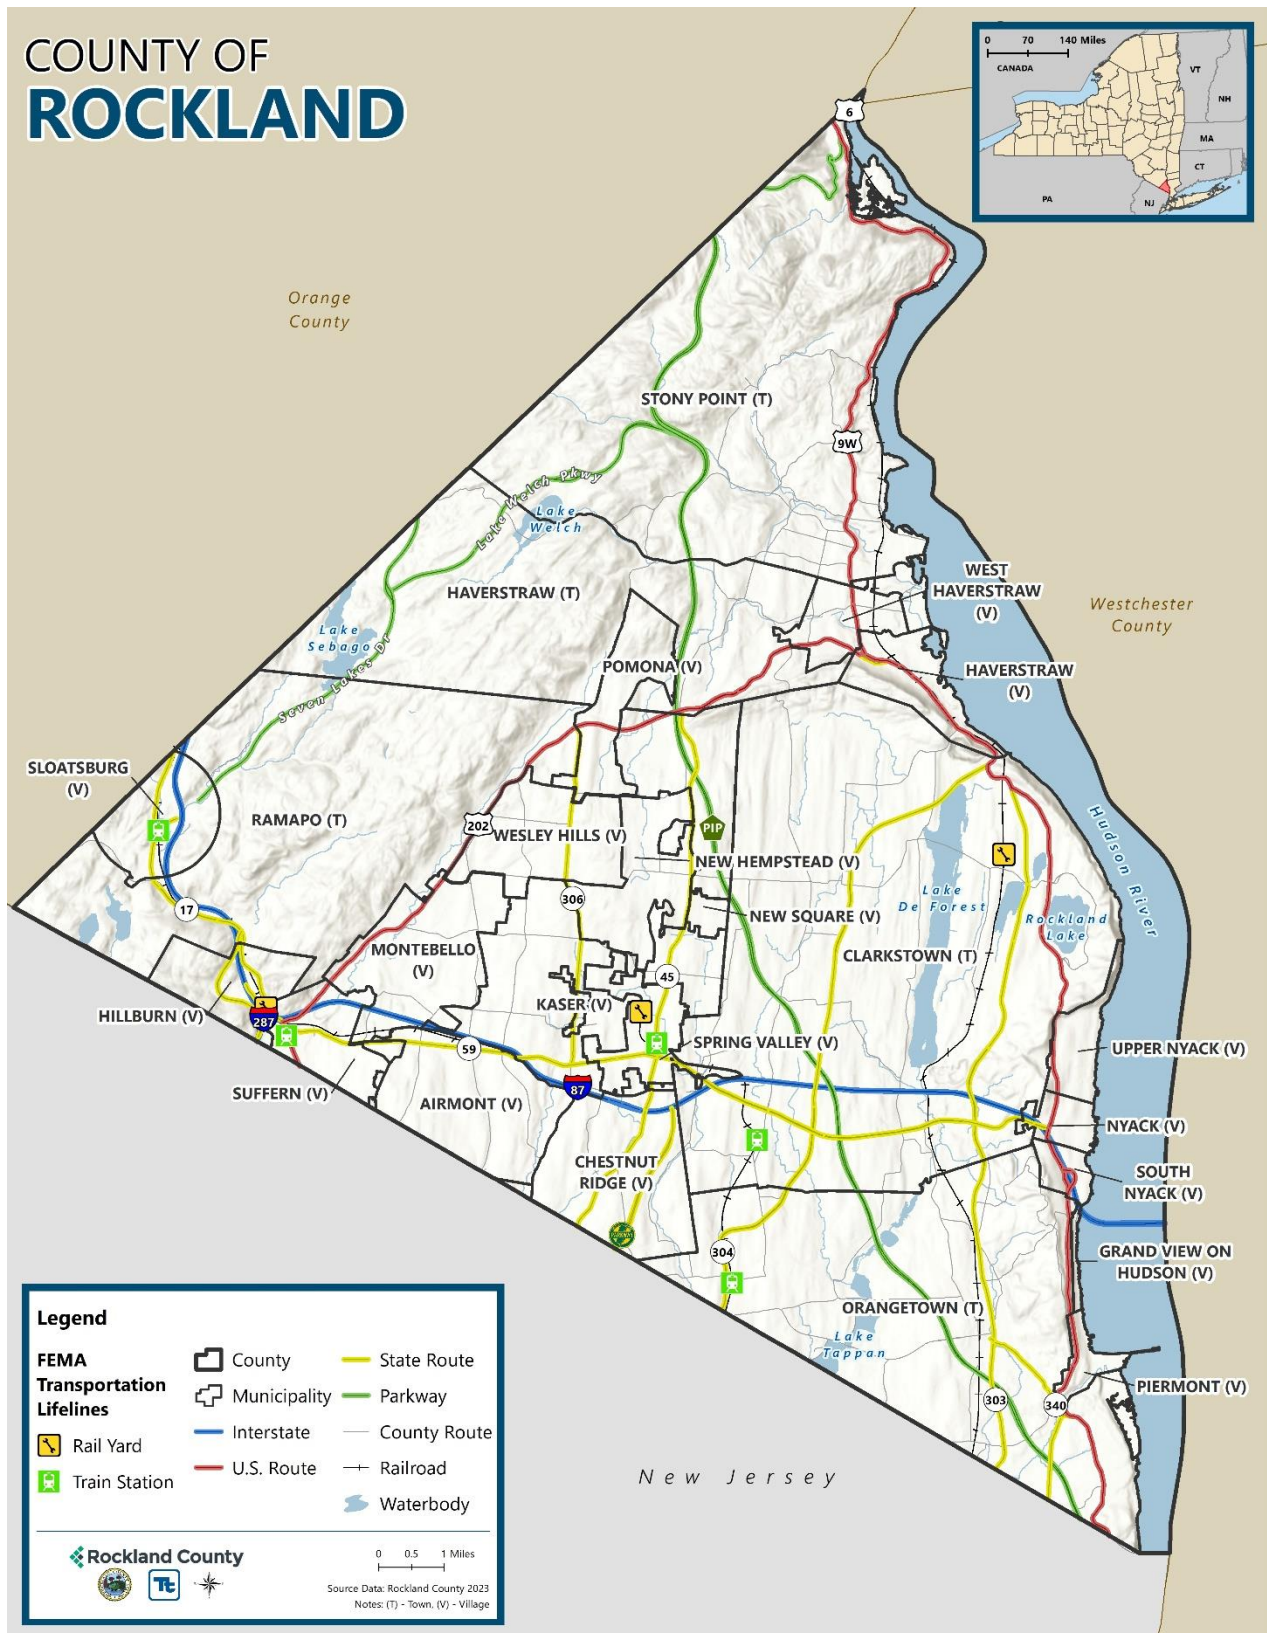 COUNTY OF
ROCKLAND
0 70 140 Miles
CANADA
VT
NH
MA
CT
PA
NJ
6
Orange
County
STONY POINT (T)
9W
Lake Welch Pkwy
Lake
Welch
WEST
HAVERSTRAW
(V)
HAVERSTRAW (T)
Westchester
County
Lake
Sebago
Seven Lakes Dr
POMONA (V)
HAVERSTRAW
(V)
SLOATSBURG
(V)
RAMAPO (T)
202
WESLEY HILLS (V)
PIP
Hudson River
NEW HEMPSTEAD (V)
17
306
Lake
De Forest
NEW SQUARE (V)
Rockland
Lake
MONTEBELLO
(V)
CLARKSTOWN (T)
45
KASER (V)
HILLBURN (V)
287
59
SPRING VALLEY (V)
UPPER NYACK (V)
SUFFERN (V)
87
AIRMONT (V)
NYACK (V)
CHESTNUT
RIDGE (V)
SOUTH
NYACK (V)
304
GRAND VIEW ON
HUDSON (V)
ORANGETOWN (T)
Lake
Tappan
PIERMONT (V)
303
340
New Jersey
Legend
FEMA
Transportation
Lifelines
Rail Yard
Train Station
County
Municipality
Interstate
U.S. Route
State Route
Parkway
County Route
Railroad
Waterbody
Rockland County
Tt
0 0.5 1 Miles
Source Data: Rockland County 2023
Notes: (T) - Town, (V) - Village